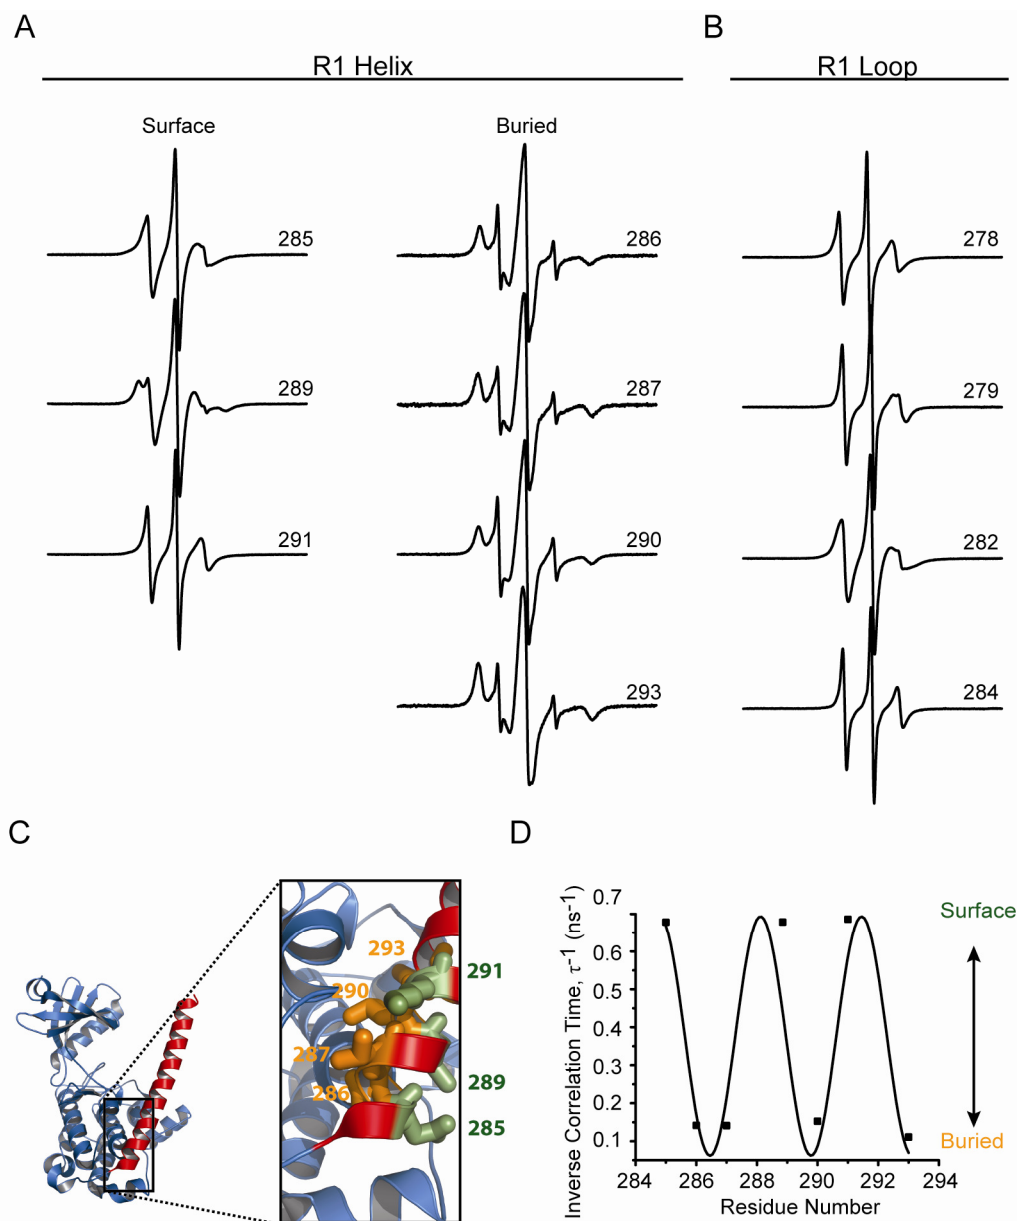 A
B
R1 Helix
R1 Loop
Surface
Buried
285
286
278
289
287
279
291
290
282
293
284
C
D
293
291
290
287
289
286
285
Inverse Correlation Time, τ-1 (ns-1)
0.7
0.6
0.5
0.4
0.3
0.2
0.1
Surface
Buried
284
286
288
290
292
294
Residue Number